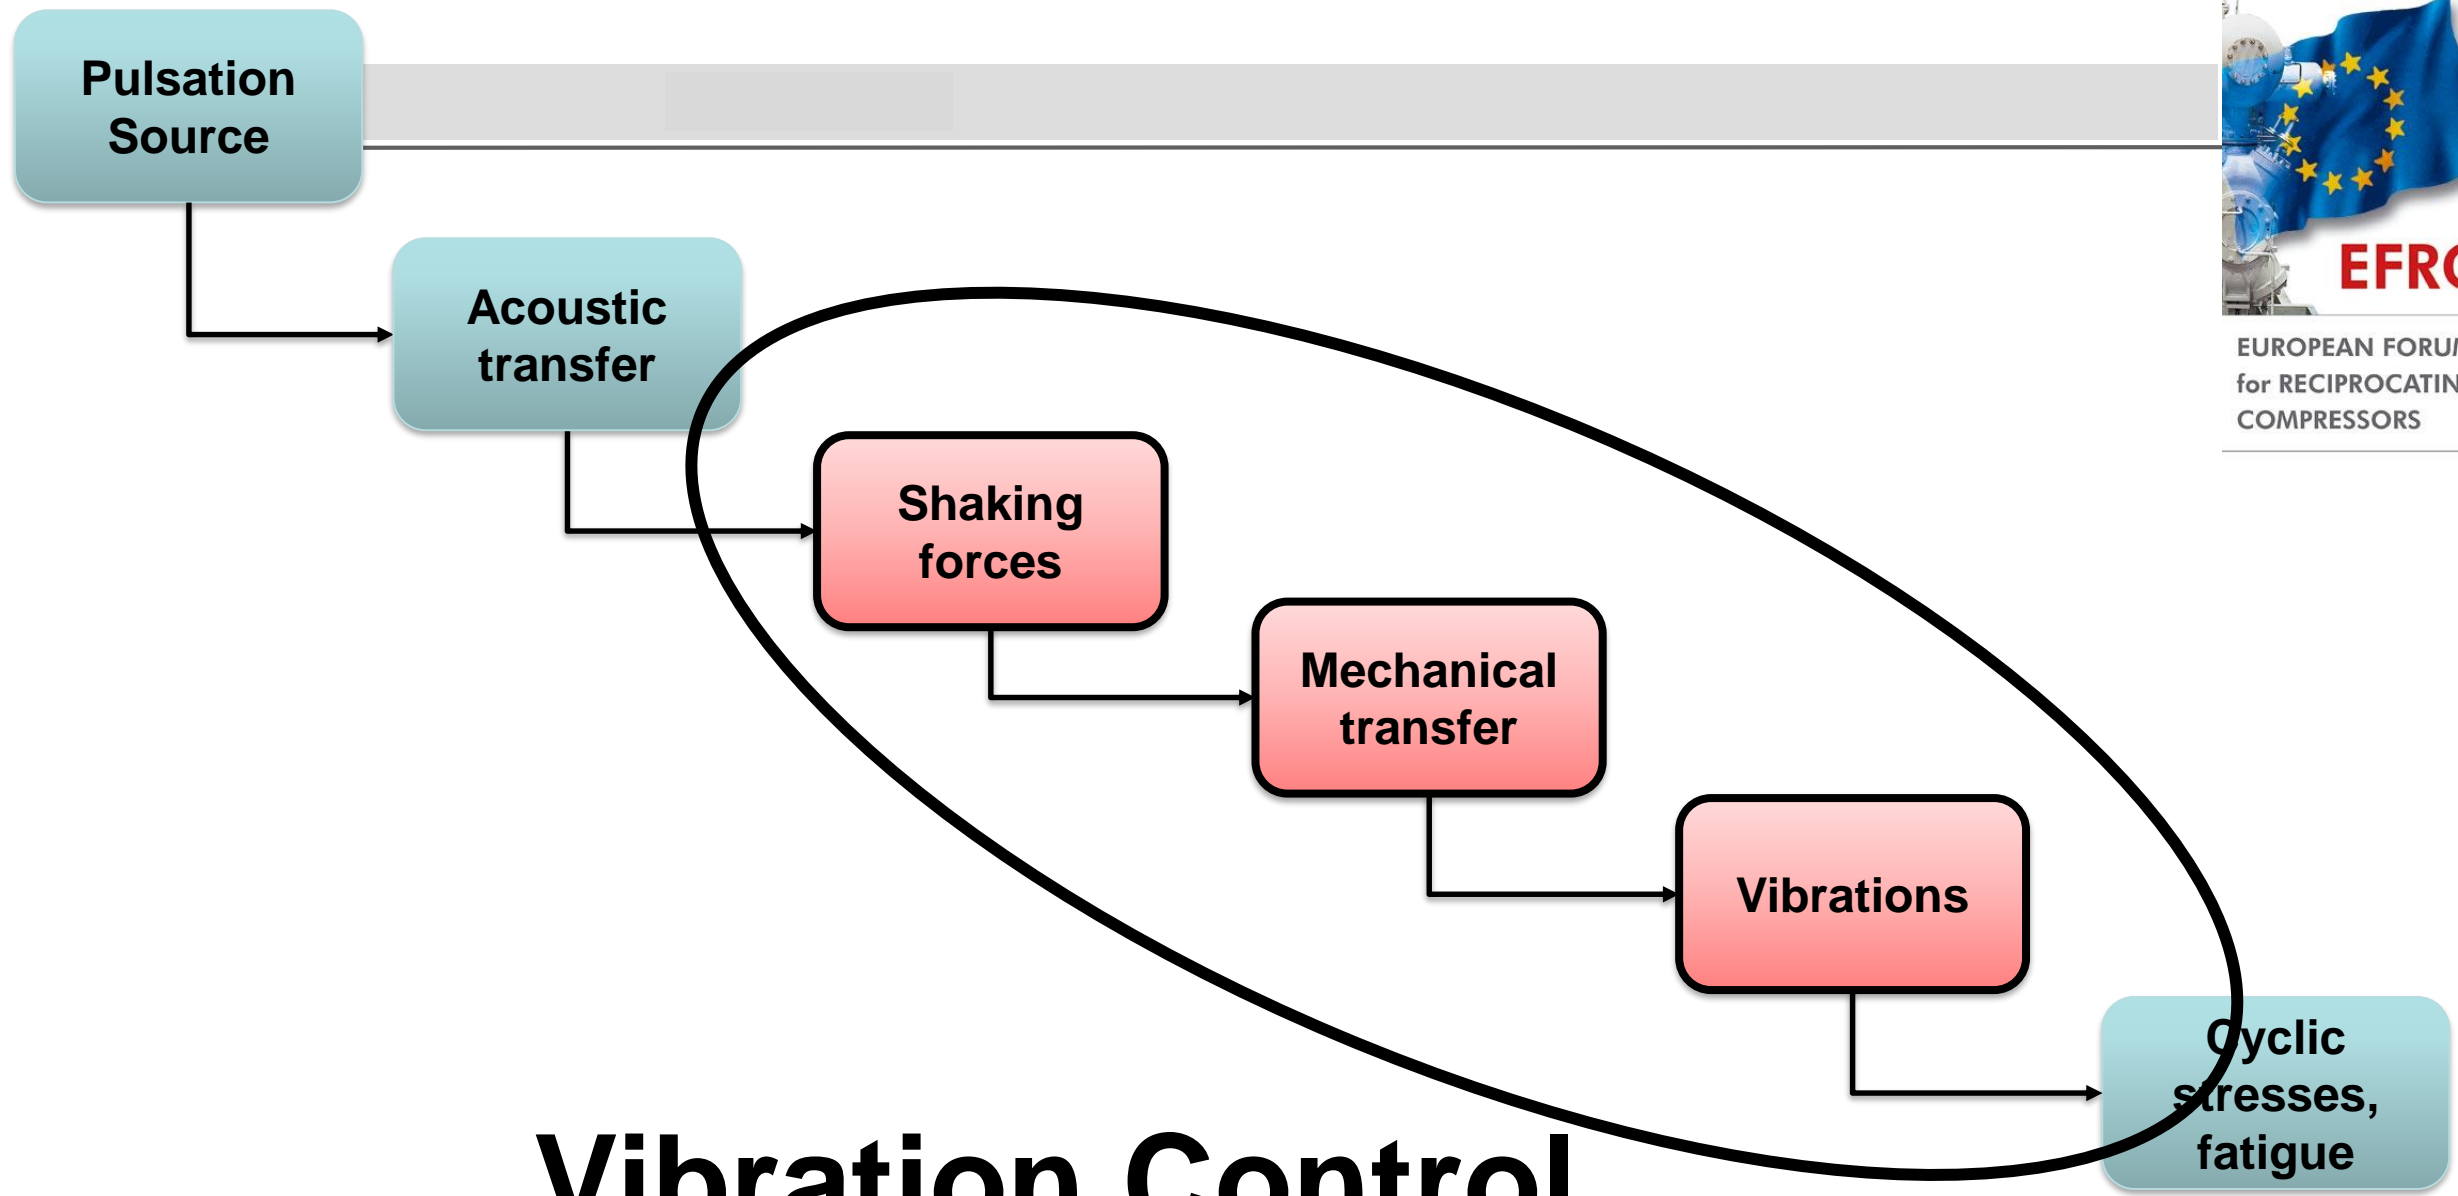 Pulsation
Source
Acoustic
transfer
EFRC
EUROPEAN FORUM
for RECIPROCATIN
COMPRESSORS
Shaking
forces
Mechanical
transfer
Vibrations
Cyclic
stresses,
fatigue
Vibration Control